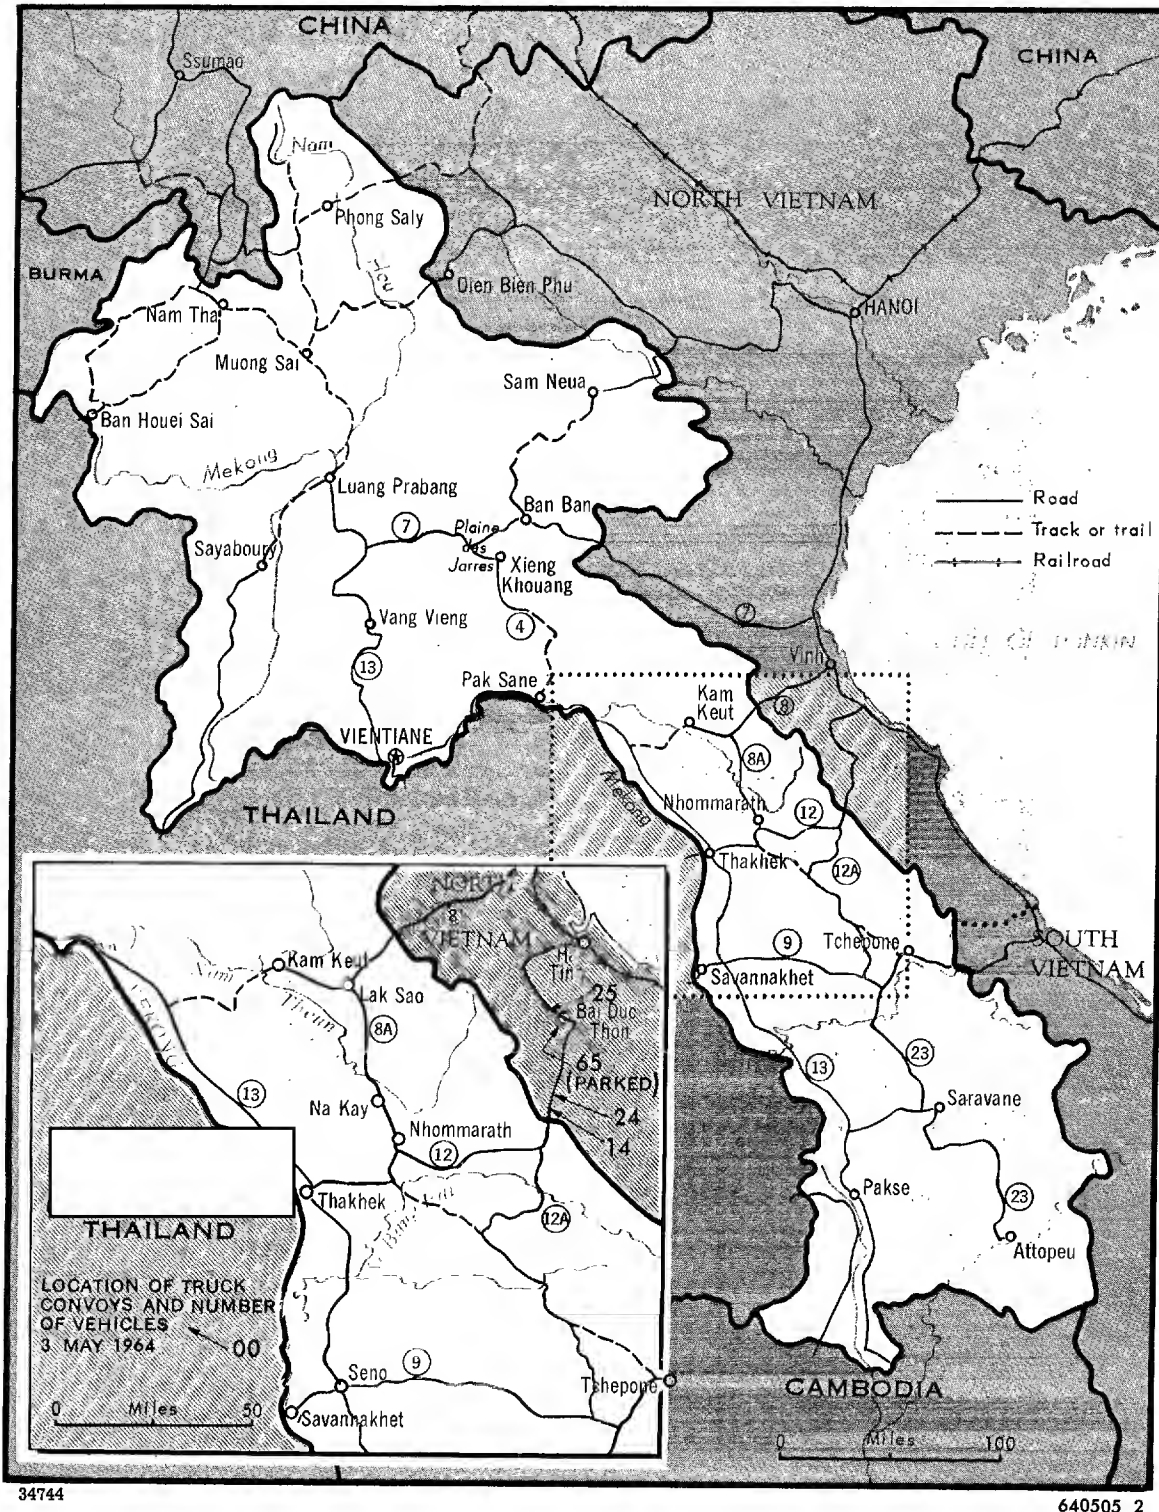 CHINA
CHINA
Ssumao
Nam
NORTH VIETNAM
Phong Saly
Hou
BURMA
Dien Bien Phu
Nam Tha
HANOI
Muong Sai
Sam Neua
Ban Houei Sai
Mekong
Luang Prabang
Ban Ban
Road
7
Plaine
des
Jarres
Track or trail
Sayaboury
Xieng
Khouang
Railroad
7
Vang Vieng
4
13
Vinh
Pak Sane
Kam
Keut
8
VIENTIANE
8A
Mekong
Nhommarath
12
THAILAND
Thakhek
12A
9
Tchepone
SOUTH
VIETNAM
Savannakhet
13
23
Saravane
Pakse
23
Attopeu
CAMBODIA
0 Miles 100
NORTH
VIETNAM
8
Kam Keut
Nam
Lak Sao
25
Bai Duc
Thon
8A
MEKONG
65
(PARKED)
13
Na Kay
24
Nhommarath
14
12
Thakhek
12A
THAILAND
LOCATION OF TRUCK
CONVOYS AND NUMBER
OF VEHICLES
3 MAY 1964 00
Seno
9
Tchepone
0 Miles 50
Savannakhet
34744
640505 2